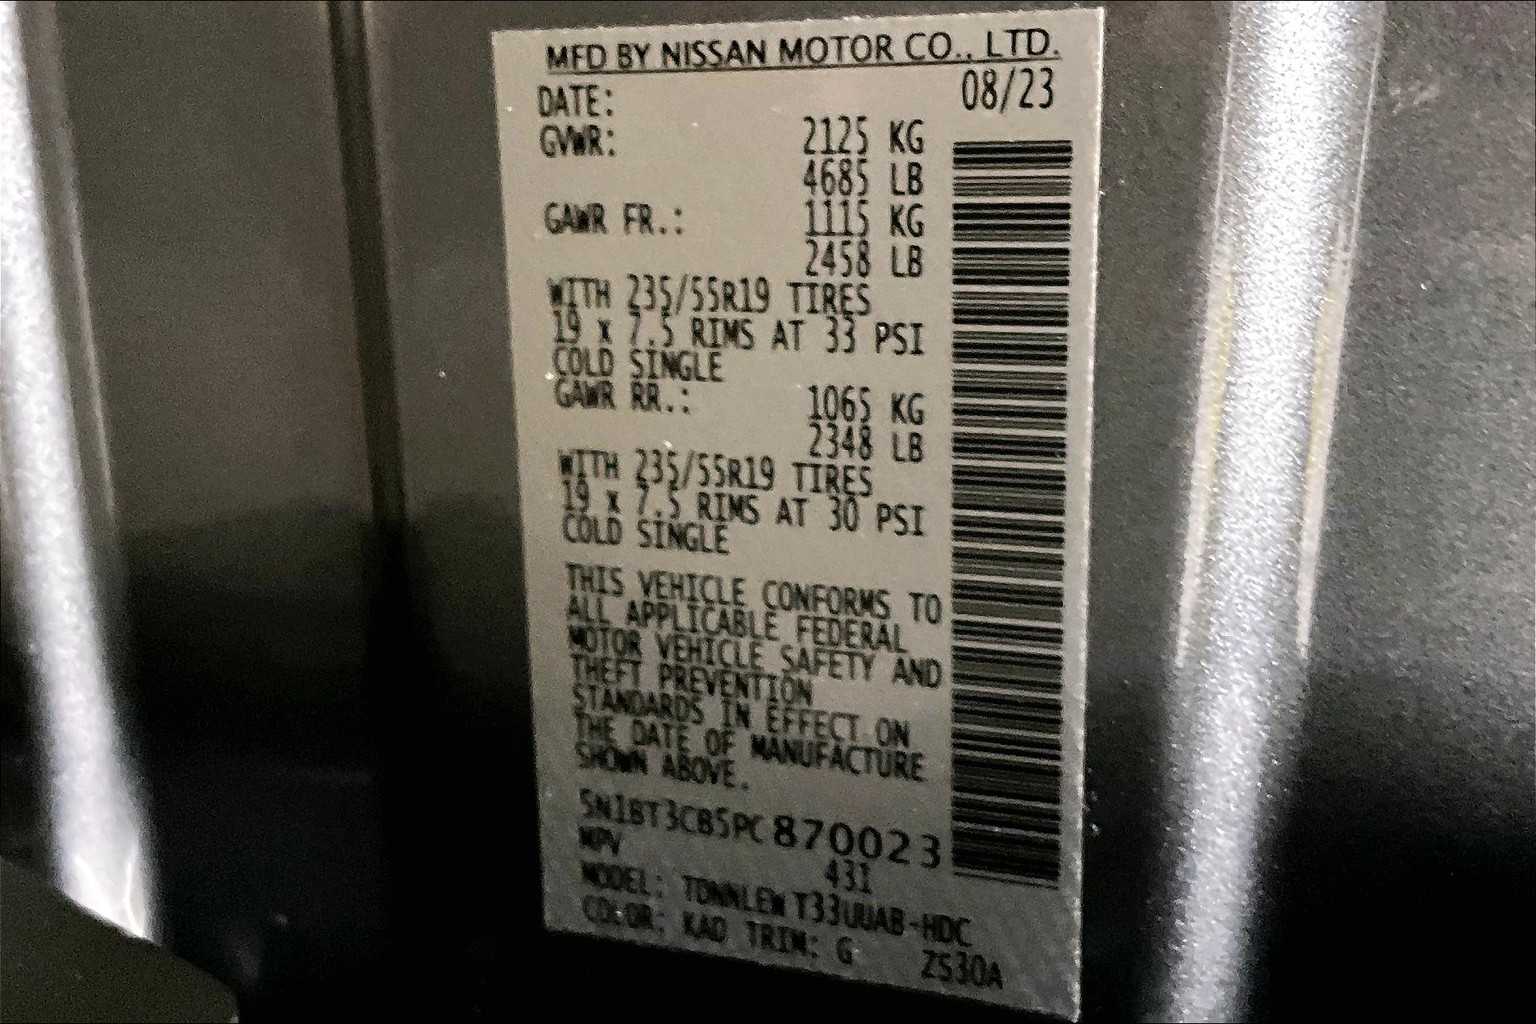 MFD BY NISSAN MOTOR CO., LTD.
DATE: 08/23
GVWR: 2125 KG
4685 LB
GAWR FR.: 1115 KG
2458 LB
WITH 235/55R19 TIRES
19 x 7.5 RIMS AT 33 PSI
COLD SINGLE
GAWR RR.: 1065 KG
2348 LB
WITH 235/55R19 TIRES
19 x 7.5 RIMS AT 30 PSI
COLD SINGLE
THIS VEHICLE CONFORMS TO
ALL APPLICABLE FEDERAL
MOTOR VEHICLE SAFETY AND
THEFT PREVENTION
STANDARDS IN EFFECT ON
THE DATE OF MANUFACTURE
SHOWN ABOVE.
5N1BT3CB5PC870023
MPV 431
MODEL: TDNNLEW T33UUAB-HDC
COLOR: KAD TRIM: G ZS30A